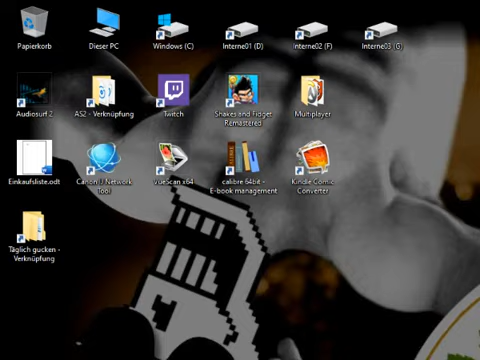 Papierkorb
Dieser PC
Windows (C)
Interne01 (D)
Interne02 (F)
Interne03 (G)
Audiosurf 2
AS2 - Verknüpfung
Twitch
Shakes and Fidget
Remastered
Multiplayer
Einkaufsliste.odt
Canon IJ Network
Tool
VueScan x64
calibre 64bit -
E-book management
Kindle Comic
Converter
Täglich gucken -
Verknüpfung